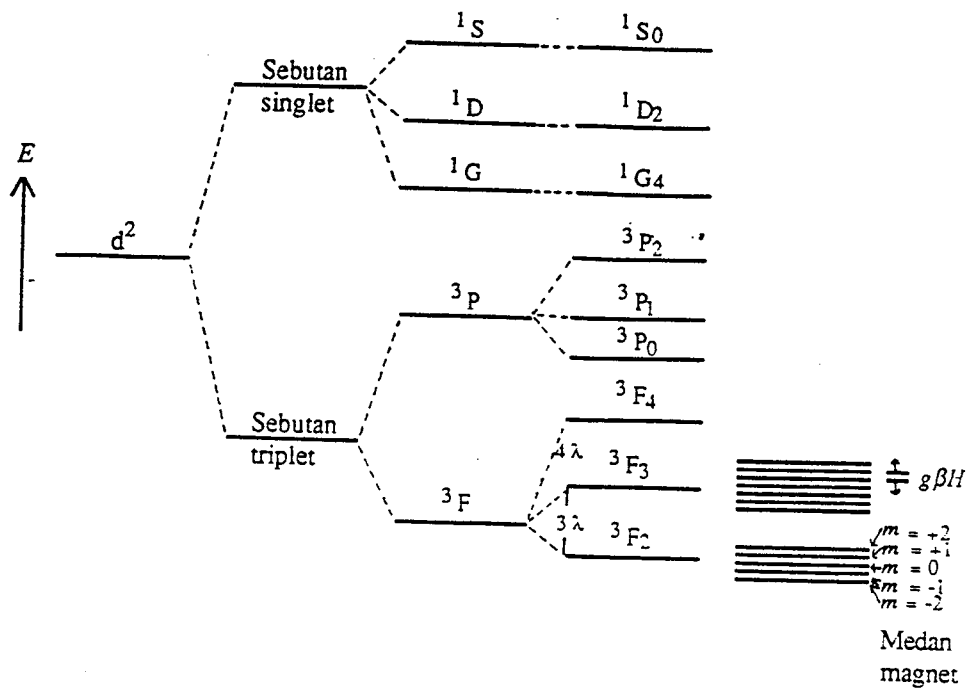 ¹S
¹S₀
Sebutan
singlet
¹D
¹D₂
E
¹G
¹G₄
d²
³P₂
³P
³P₁
³P₀
³F₄
Sebutan
triplet
4λ
³F₃
gβH
³F
3λ
³F₂
m = +2
m = +1
m = 0
m = -1
m = -2
Medan
magnet